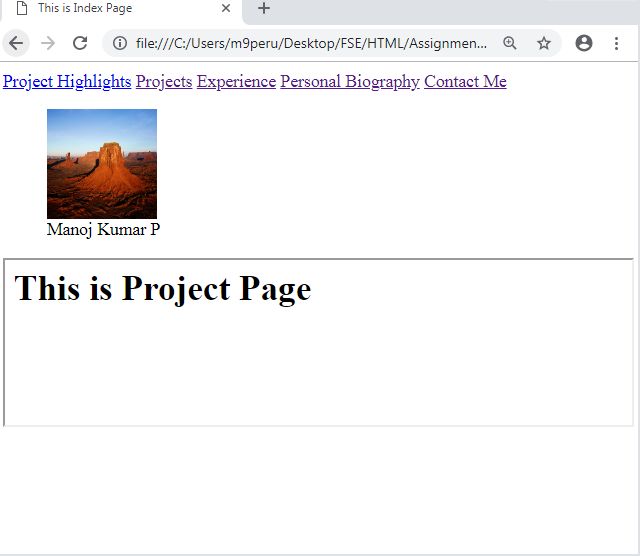 This is Index Page
file:///C:/Users/m9peru/Desktop/FSE/HTML/Assignmen...
Project Highlights Projects Experience Personal Biography Contact Me
Manoj Kumar P
This is Project Page